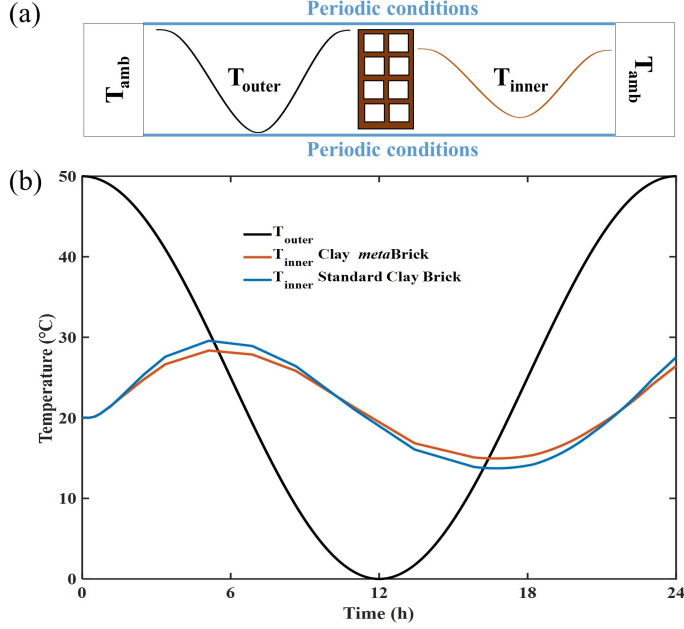 (a)
Periodic conditions
T_amb
T_outer
T_inner
T_amb
Periodic conditions
(b)
50
40
30
20
10
0
Temperature (°C)
T_outer
T_inner Clay metaBrick
T_inner Standard Clay Brick
0 6 12 18 24
Time (h)